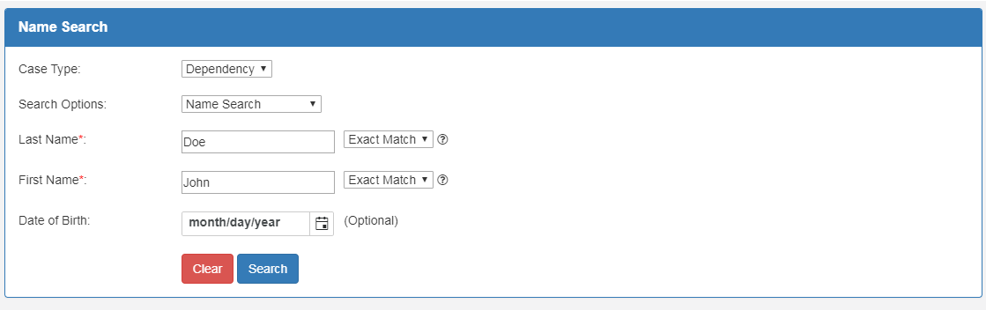 Name Search
Case Type: Dependency
Search Options: Name Search
Last Name*: Doe Exact Match ?
First Name*: John Exact Match ?
Date of Birth: month/day/year (Optional)
Clear Search